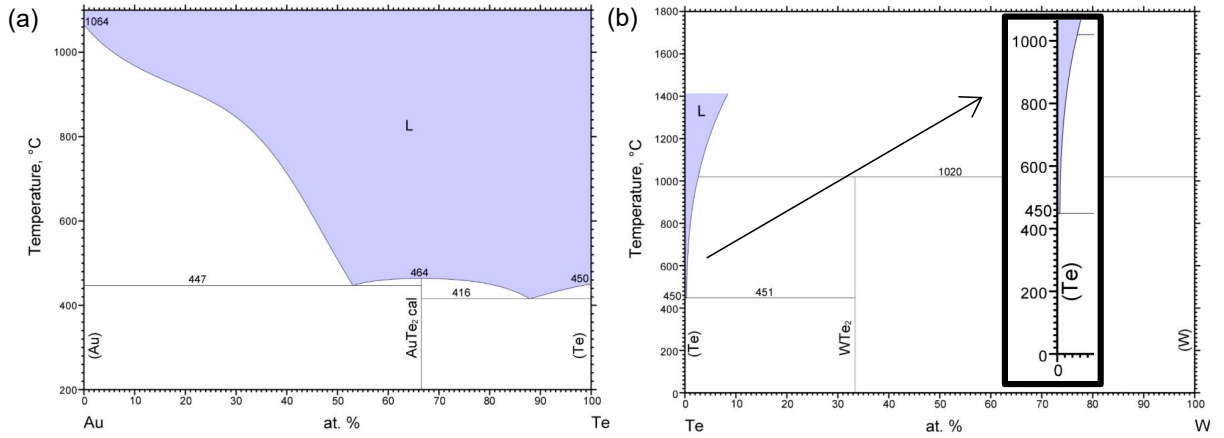 (a)
1064
1000
800
600
400
200
Temperature, °C
L
447
464
450
416
(Au)
AuTe₂ cal
(Te)
0 10 20 30 40 50 60 70 80 90 100
Au at. % Te
(b)
1800
1600
1400
1200
1000
800
600
450
400
200
0
Temperature, °C
L
1020
451
(Te)
WTe₂
(W)
0 10 20 30 40 50 60 70 80 90 100
Te at. % W
1000
800
600
450
200
0
(Te)
0